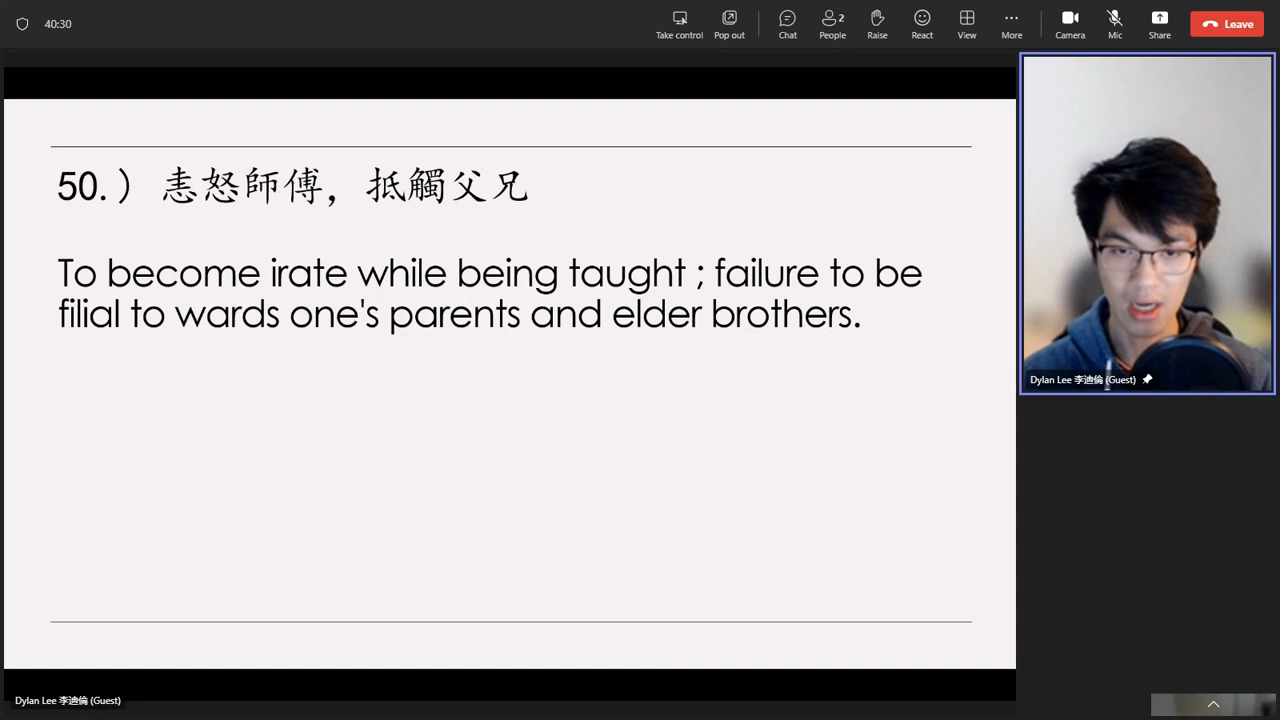 40:30
Take control
Pop out
Chat
2
People
Raise
React
View
More
Camera
Mic
Share
Leave
50. ) 恚怒師傅，抵觸父兄
To become irate while being taught ; failure to be
filial to wards one's parents and elder brothers.
Dylan Lee 李迪倫 (Guest)
Dylan Lee 李迪倫 (Guest)